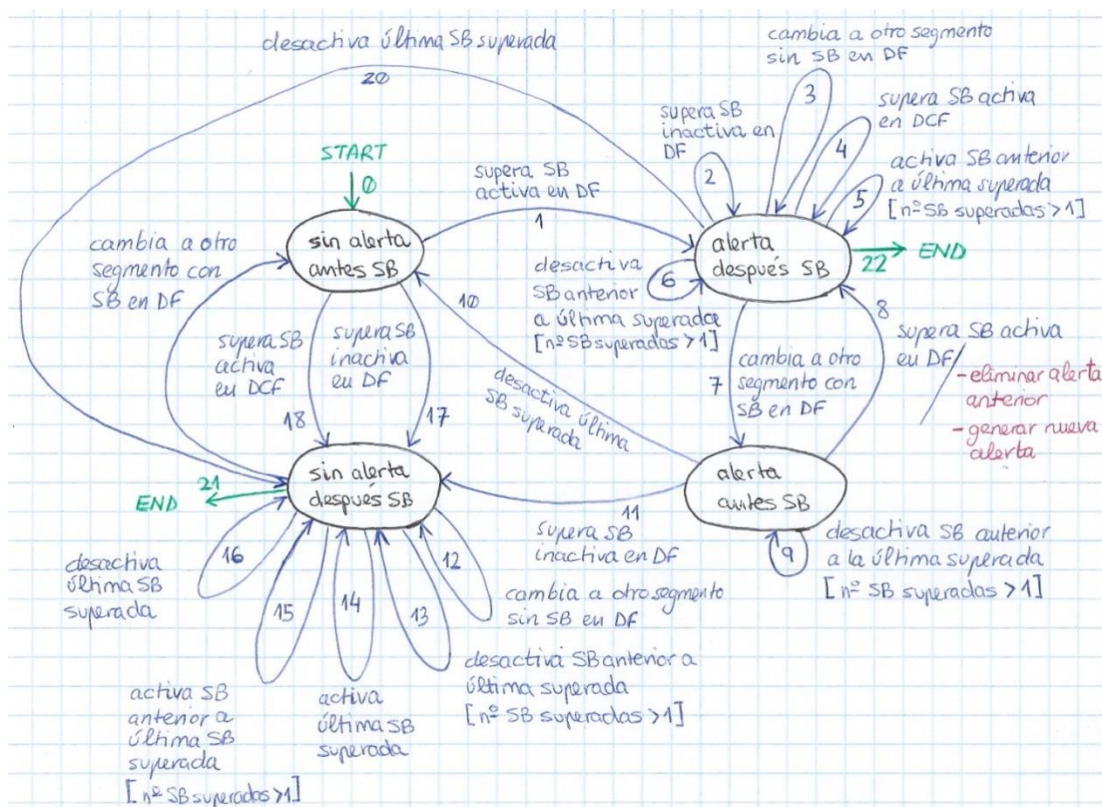 desactiva última SB superada
20
START
0
sin alerta
antes SB
supera SB
activa en DF
1
supera SB
inactiva en
DF
2
cambia a otro segmento
sin SB en DF
3
supera SB activa
en DCF
4
activa SB anterior
a última superada
[nº SB superadas >1]
5
alerta
después SB
22
END
desactiva
SB anterior
a última superada
[nº SB superadas >1]
6
cambia a otro
segmento con
SB en DF
supera SB
activa
en DCF
18
supera SB
inactiva
en DF
17
10
desactiva última
SB superada
7
cambia a otro
segmento con
SB en DF
8
supera SB activa
en DF
-eliminar alerta
anterior
-generar nueva
alerta
sin alerta
después SB
21
END
11
supera SB
inactiva en DF
alerta
antes SB
9
desactiva SB anterior
a la última superada
[nº SB superadas >1]
16
desactiva
última SB
superada
15
activa SB
anterior a
última SB
superada
[nº SB superadas >1]
14
activa
última SB
superada
13
desactiva SB anterior a
última superada
[nº SB superadas >1]
12
cambia a otro segmento
sin SB en DF